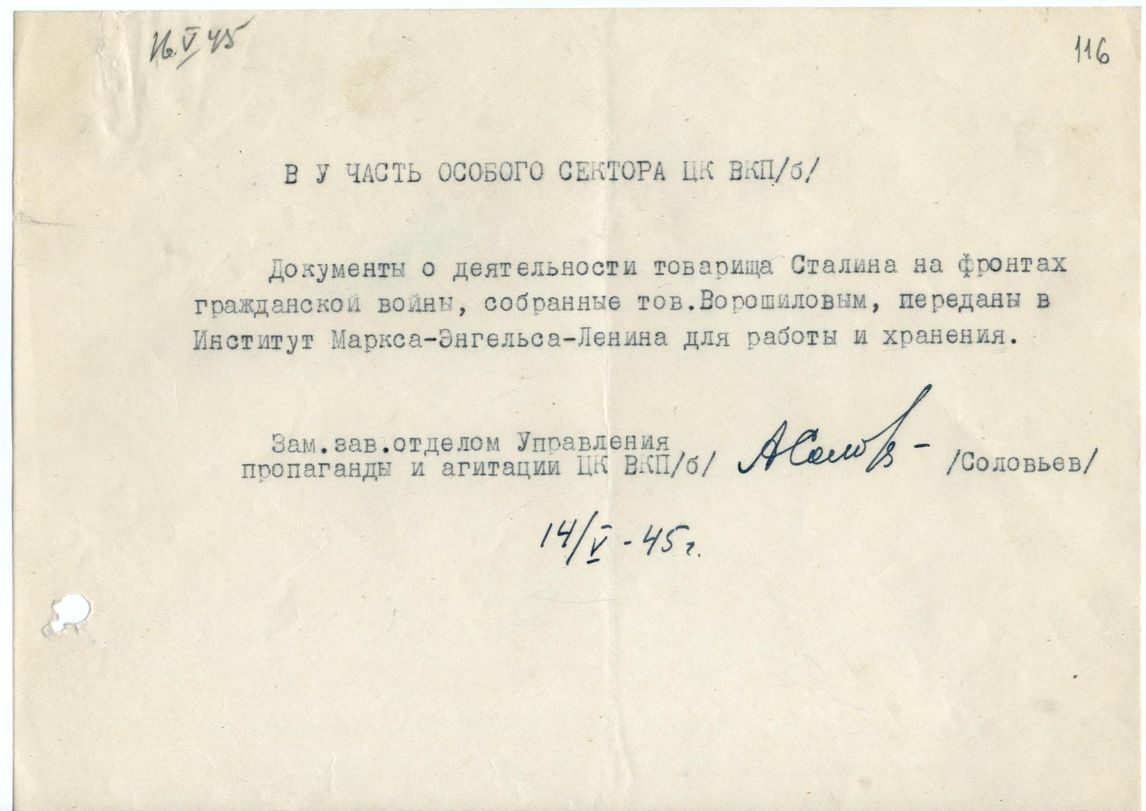 16.V 45
116
В У ЧАСТЬ ОСОБОГО СЕКТОРА ЦК ВКП/б/
Документы о деятельности товарища Сталина на фронтах
гражданской войны, собранные тов.Ворошиловым, переданы в
Институт Маркса-Энгельса-Ленина для работы и хранения.
Зам.зав.отделом Управления
пропаганды и агитации ЦК ВКП/б/ /Соловьев/
14/V - 45 г.